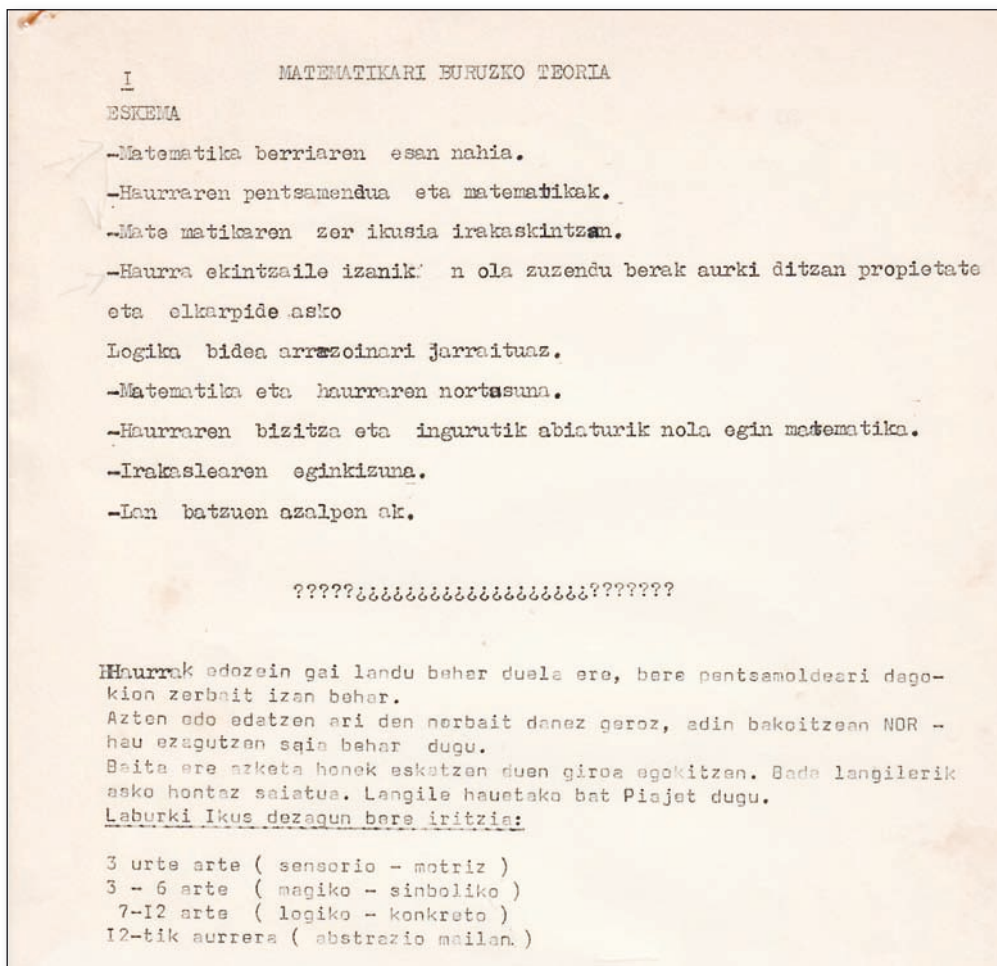 I MATEMATIKARI BURUZKO TEORIA
ESKEMA
-Matematika berriaren esan nahia.
-Haurraren pentsamendua eta matematikak.
-Mate matikaren zer ikusia irakaskintzan.
-Haurra ekintzaile izanik n ola zuzendu berak aurki ditzan propietate
eta elkarpide asko
Logika bidea arrazoinari jarraituaz.
-Matematika eta haurraren nortasuna.
-Haurraren bizitza eta ingurutik abiaturik nola egin matematika.
-Irakaslearen eginkizuna.
-Lan batzuen azalpen ak.
?????¿¿¿¿¿¿¿¿¿¿¿¿¿¿¿¿¿¿¿???????
HHaurrak edozein gai landu behar duela ere, bere pentsamoldeari dago-
kion zerbait izan behar.
Azten edo edatzen ari den norbait danez geroz, adin bakoitzean NOR -
hau ezagutzen saia behar dugu.
Baita ere azketa honek eskatzen duen giroa egokitzen. Bada langilerik
asko hontaz saiatua. Langile hauetako bat Piajet dugu.
Laburki Ikus dezagun bere iritzia:
3 urte arte ( sensorio - motriz )
3 - 6 arte ( magiko - sinboliko )
7-I2 arte ( logiko - konkreto )
I2-tik aurrera ( abstrazio mailan. )